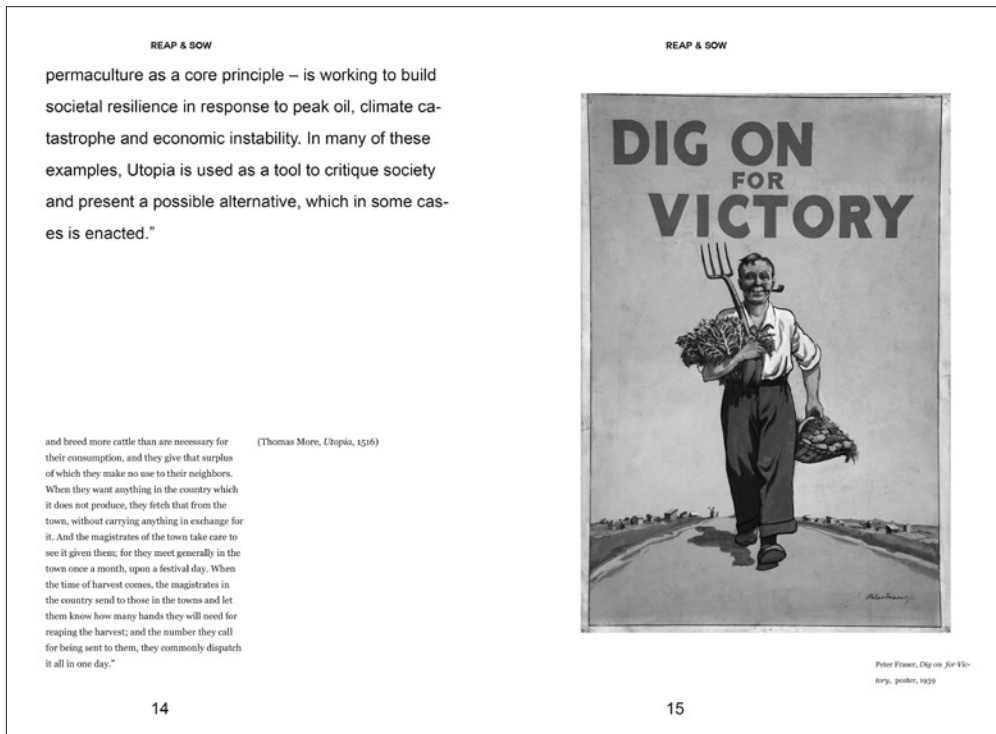 REAP & SOW
permaculture as a core principle – is working to build
societal resilience in response to peak oil, climate ca-
tastrophe and economic instability. In many of these
examples, Utopia is used as a tool to critique society
and present a possible alternative, which in some cas-
es is enacted.”
and breed more cattle than are necessary for
their consumption, and they give that surplus
of which they make no use to their neighbors.
When they want anything in the country which
it does not produce, they fetch that from the
town, without carrying anything in exchange for
it. And the magistrates of the town take care to
see it given them; for they meet generally in the
town once a month, upon a festival day. When
the time of harvest comes, the magistrates in
the country send to those in the towns and let
them know how many hands they will need for
reaping the harvest; and the number they call
for being sent to them, they commonly dispatch
it all in one day.”
(Thomas More, Utopia, 1516)
14
REAP & SOW
DIG ON
FOR
VICTORY
Peter Fraser
Peter Fraser, Dig on for Vic-
tory, poster, 1939
15